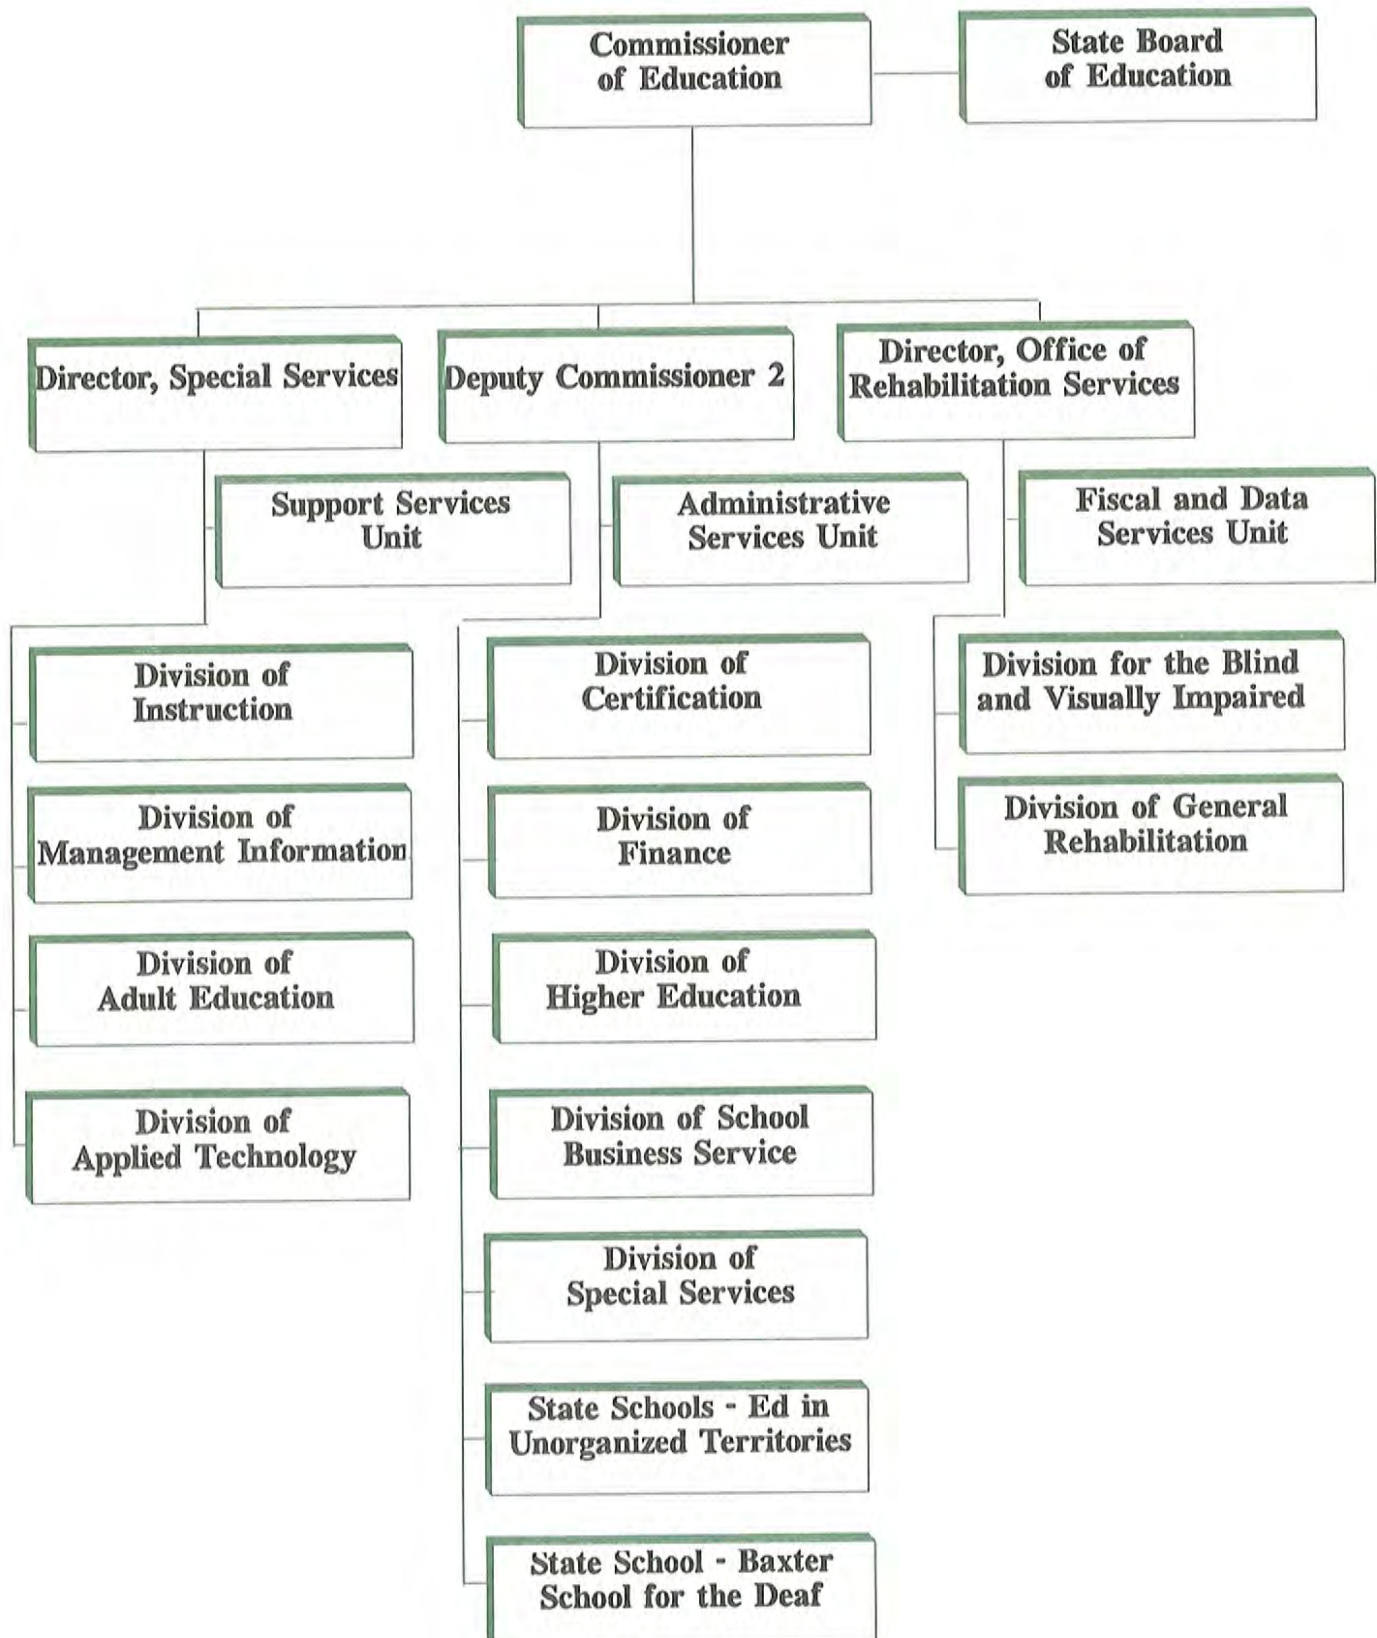 Commissioner
of Education
State Board
of Education
Director, Special Services
Deputy Commissioner 2
Director, Office of
Rehabilitation Services
Support Services
Unit
Administrative
Services Unit
Fiscal and Data
Services Unit
Division of
Instruction
Division of
Management Information
Division of
Adult Education
Division of
Applied Technology
Division of
Certification
Division of
Finance
Division of
Higher Education
Division of School
Business Service
Division of
Special Services
State Schools - Ed in
Unorganized Territories
State School - Baxter
School for the Deaf
Division for the Blind
and Visually Impaired
Division of General
Rehabilitation